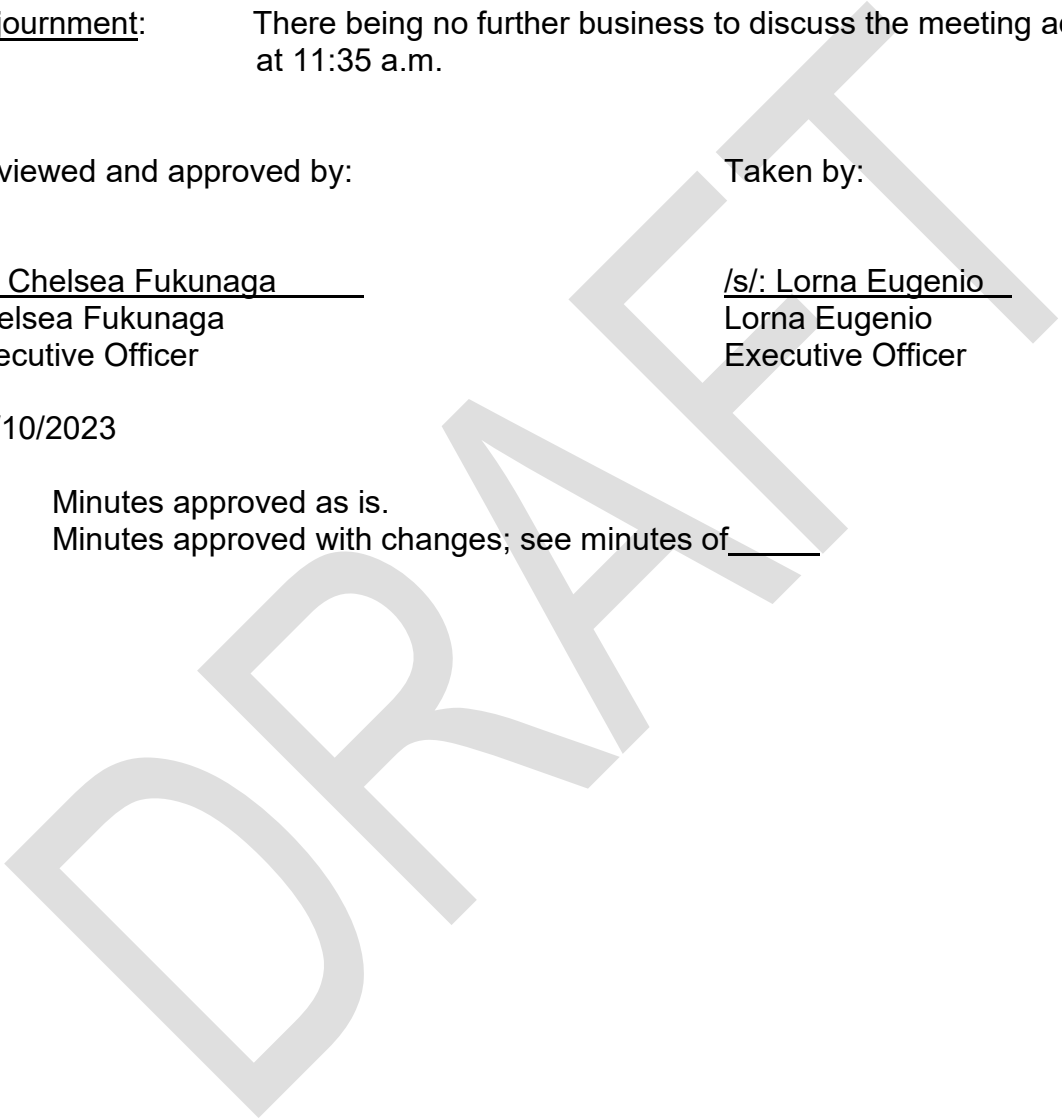 journment: There being no further business to discuss the meeting a
at 11:35 a.m.
viewed and approved by: Taken by:
Chelsea Fukunaga /s/: Lorna Eugenio
elsea Fukunaga Lorna Eugenio
ecutive Officer Executive Officer
/10/2023
Minutes approved as is.
Minutes approved with changes; see minutes of_____
DRAFT